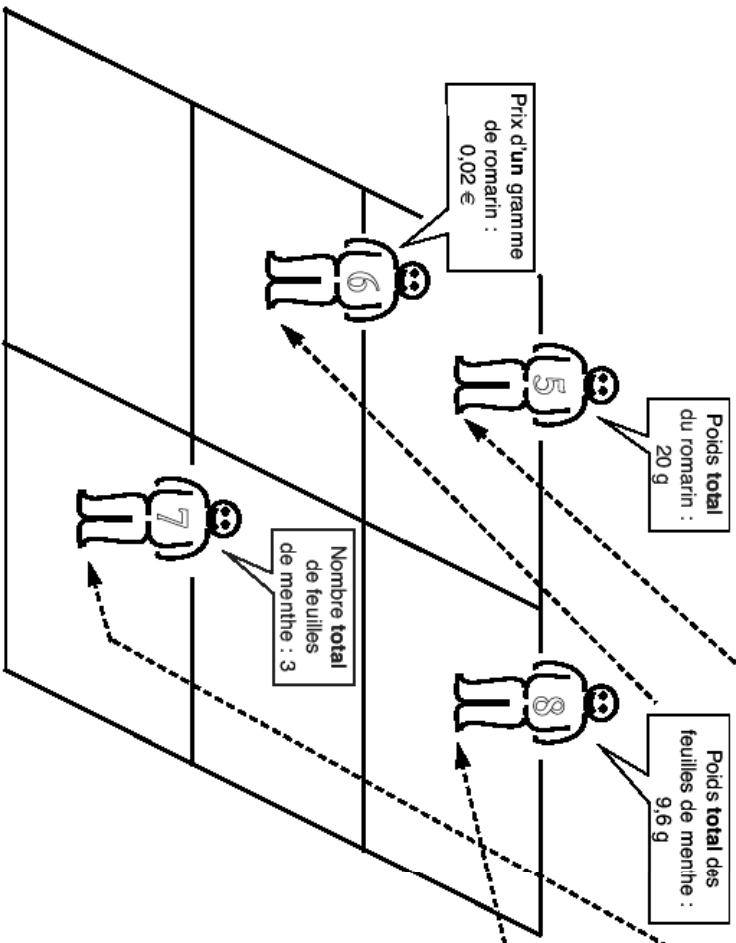 Poids total
du romarin :
20 g
5
Poids total des
feuilles de menthe :
9,6 g
8
Prix d'un gramme
de romarin :
0,02 €
6
Nombre total
de feuilles
de menthe : 3
7